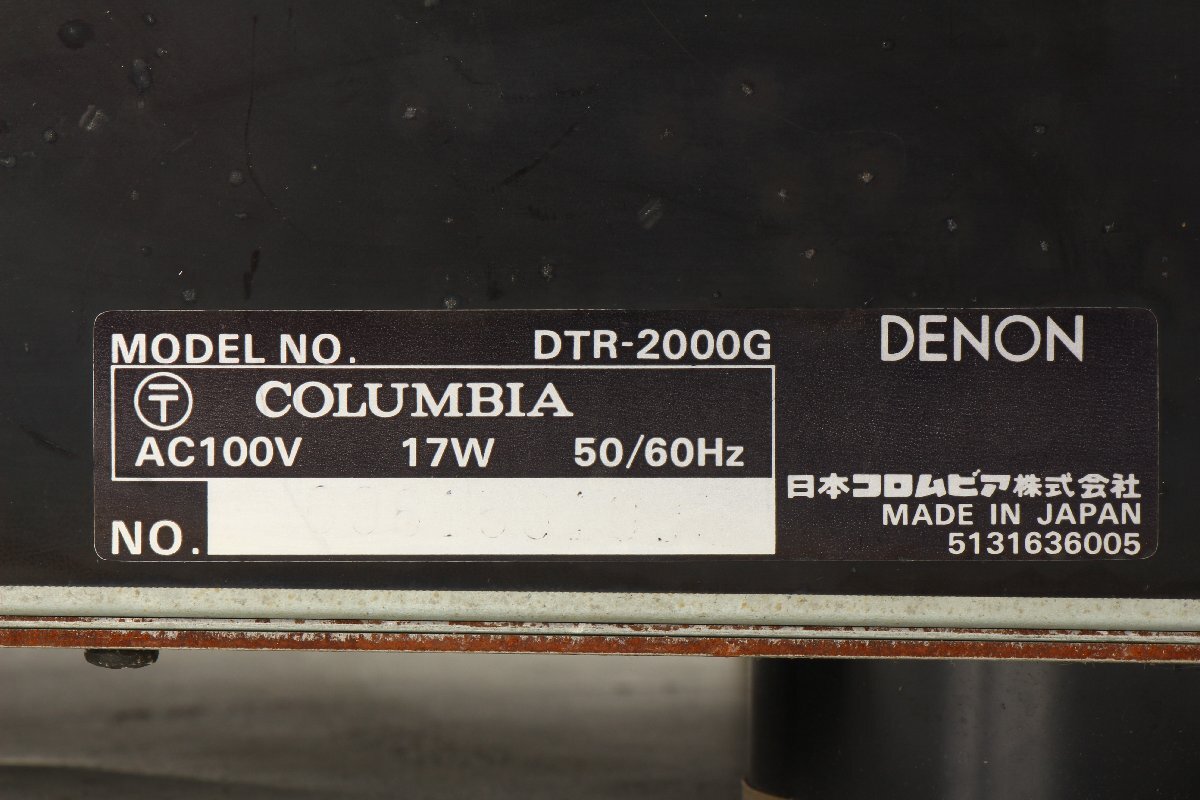 MODEL NO. DTR-2000G
COLUMBIA
AC100V 17W 50/60Hz
NO.
DENON
日本コロムビア株式会社
MADE IN JAPAN
5131636005